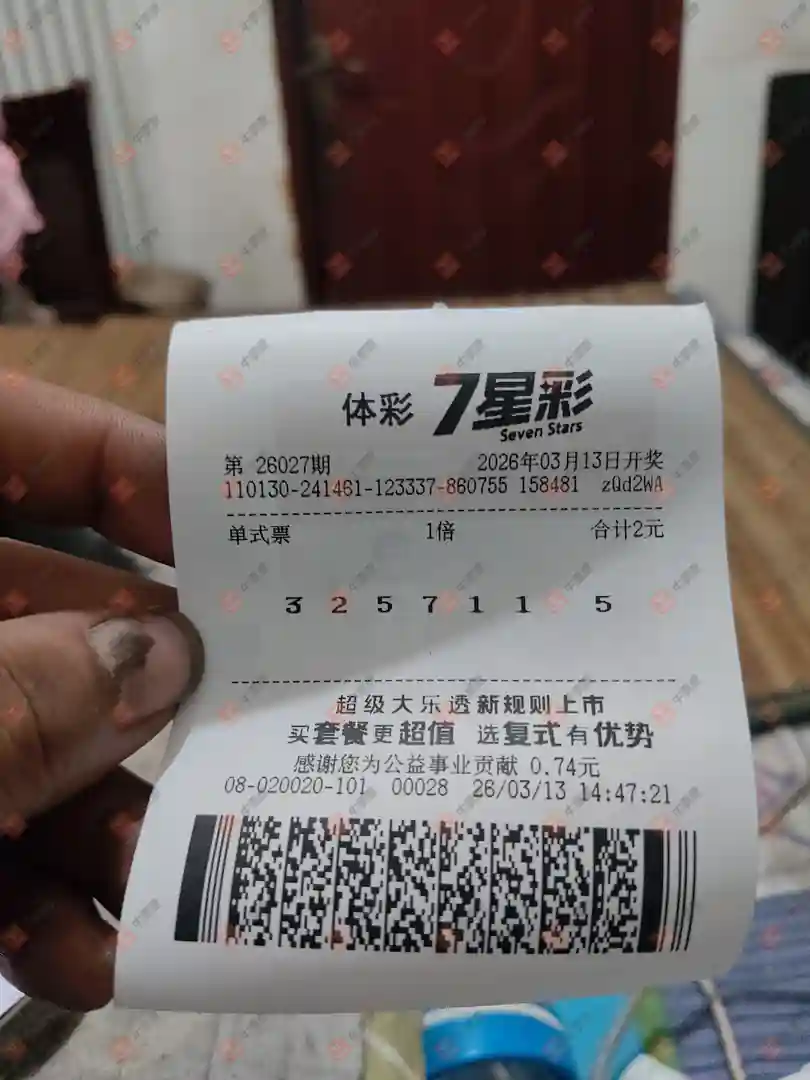 体彩 7星彩
Seven Stars
第 26027期 2026年03月13日开奖
110130-241461-123337-860755 158481 zQd2WA
单式票 1倍 合计2元
3 2 5 7 1 1 5
超级大乐透新规则上市
买套餐更超值 选复式有优势
感谢您为公益事业贡献 0.74元
08-020020-101 00028 26/03/13 14:47:21